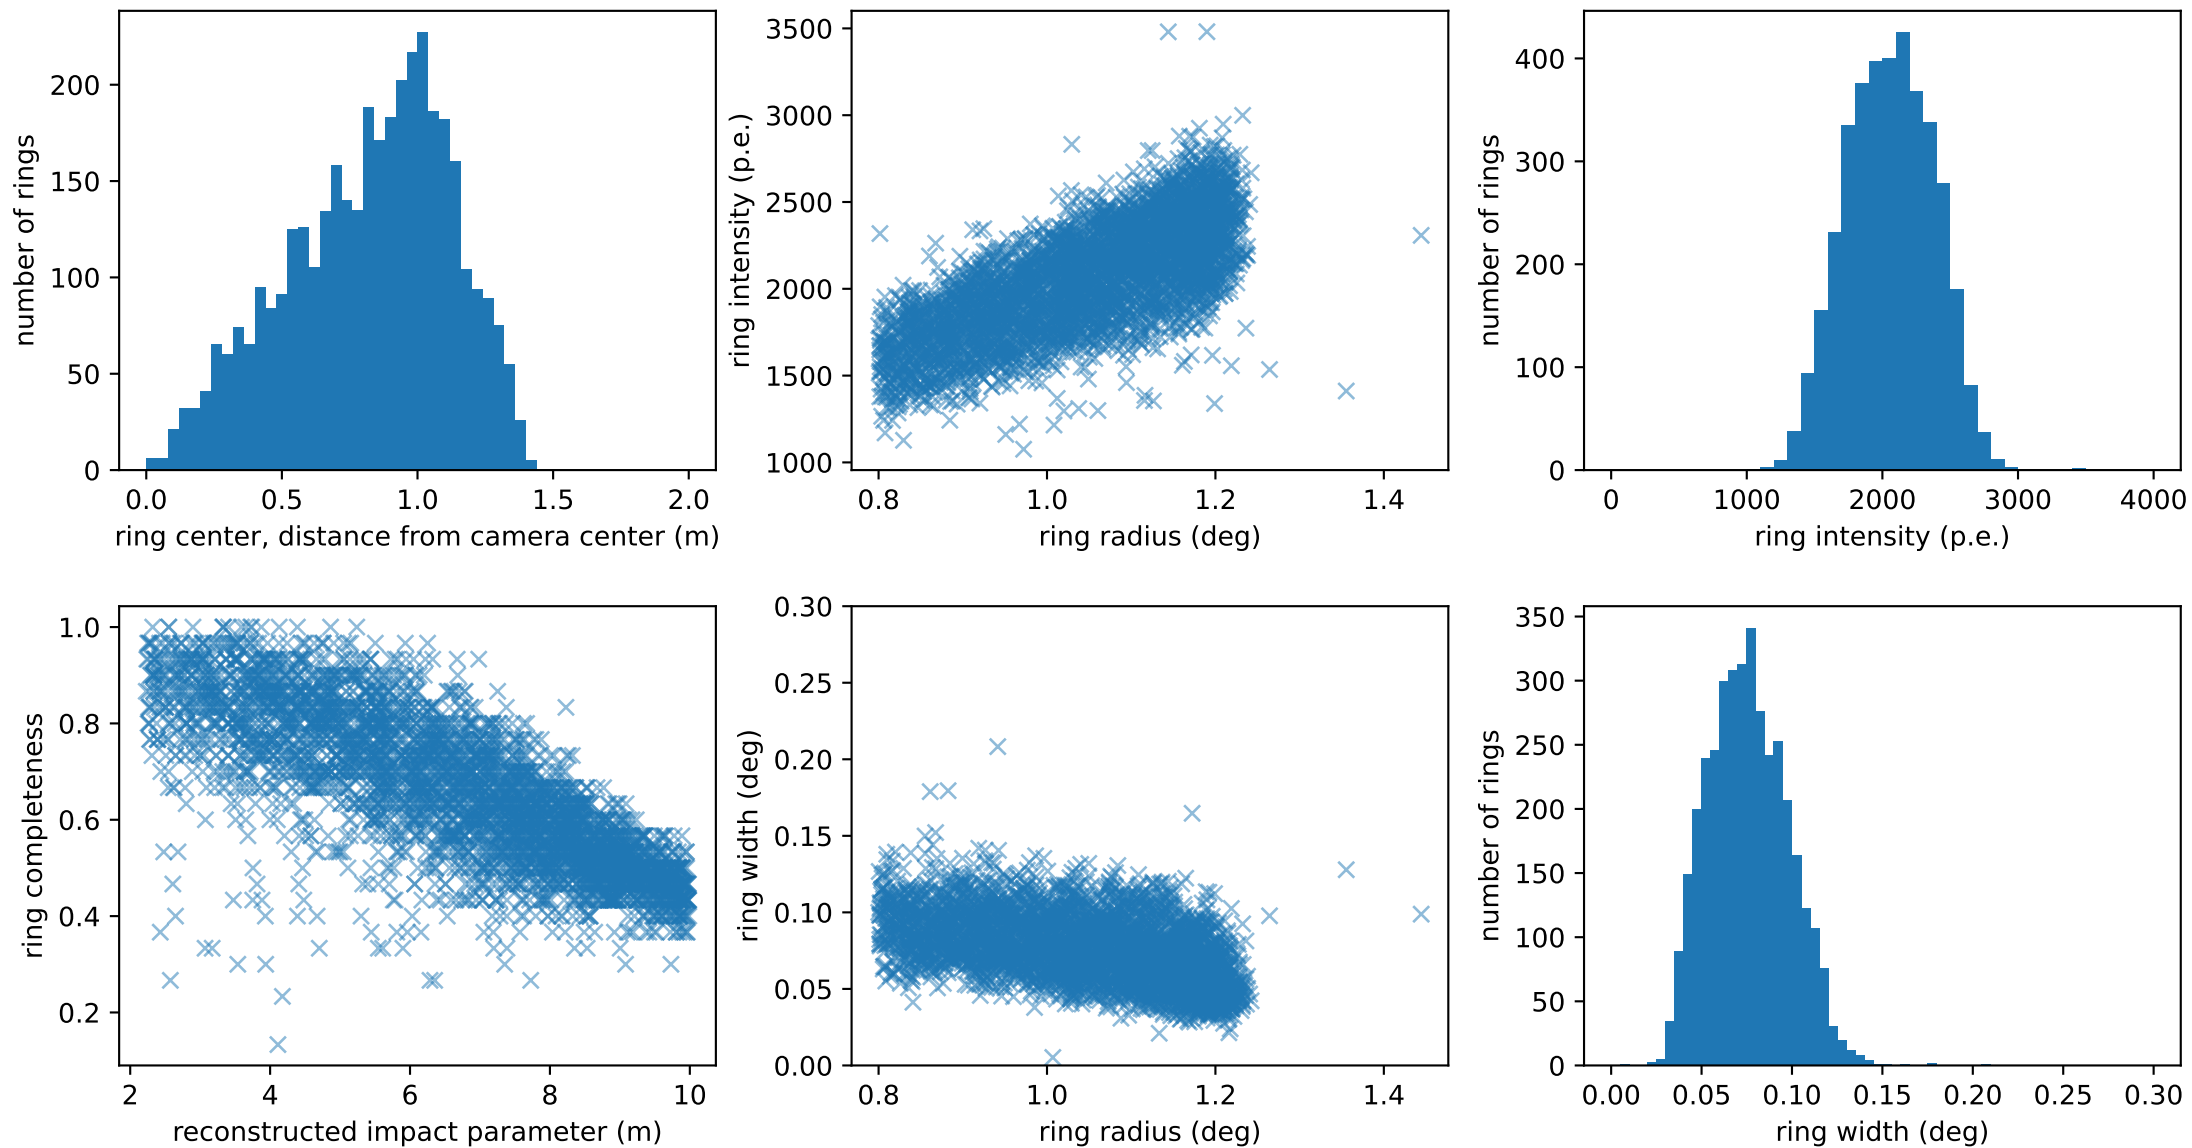 number of rings
200
150
100
50
0
0.0 0.5 1.0 1.5 2.0
ring center, distance from camera center (m)
ring intensity (p.e.)
3500
3000
2500
2000
1500
1000
0.8 1.0 1.2 1.4
ring radius (deg)
number of rings
400
300
200
100
0
0 1000 2000 3000 4000
ring intensity (p.e.)
ring completeness
1.0
0.8
0.6
0.4
0.2
2 4 6 8 10
reconstructed impact parameter (m)
ring width (deg)
0.30
0.25
0.20
0.15
0.10
0.05
0.00
0.8 1.0 1.2 1.4
ring radius (deg)
number of rings
350
300
250
200
150
100
50
0
0.00 0.05 0.10 0.15 0.20 0.25 0.30
ring width (deg)